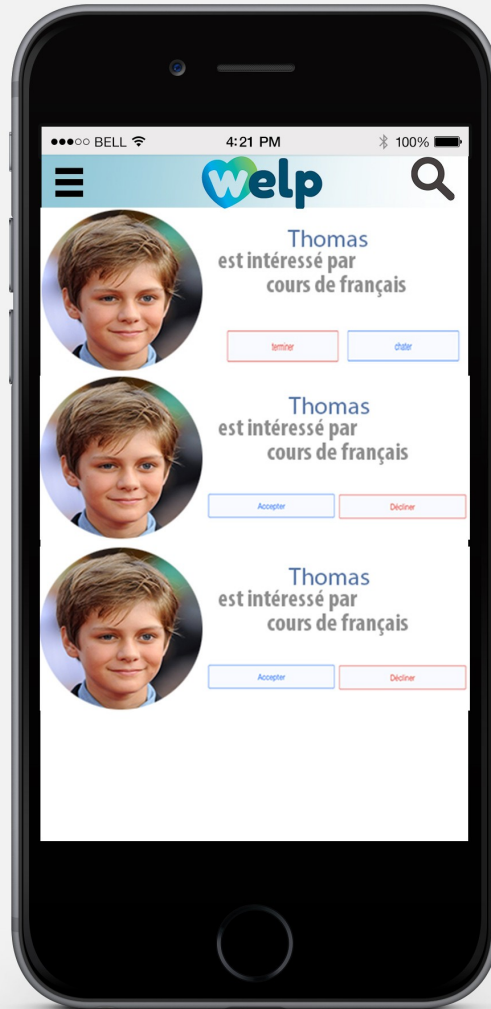 BELL 4:21 PM 100%
welp
Thomas
est intéressé par
cours de français
terminer chater
Thomas
est intéressé par
cours de français
Accepter Décliner
Thomas
est intéressé par
cours de français
Accepter Décliner